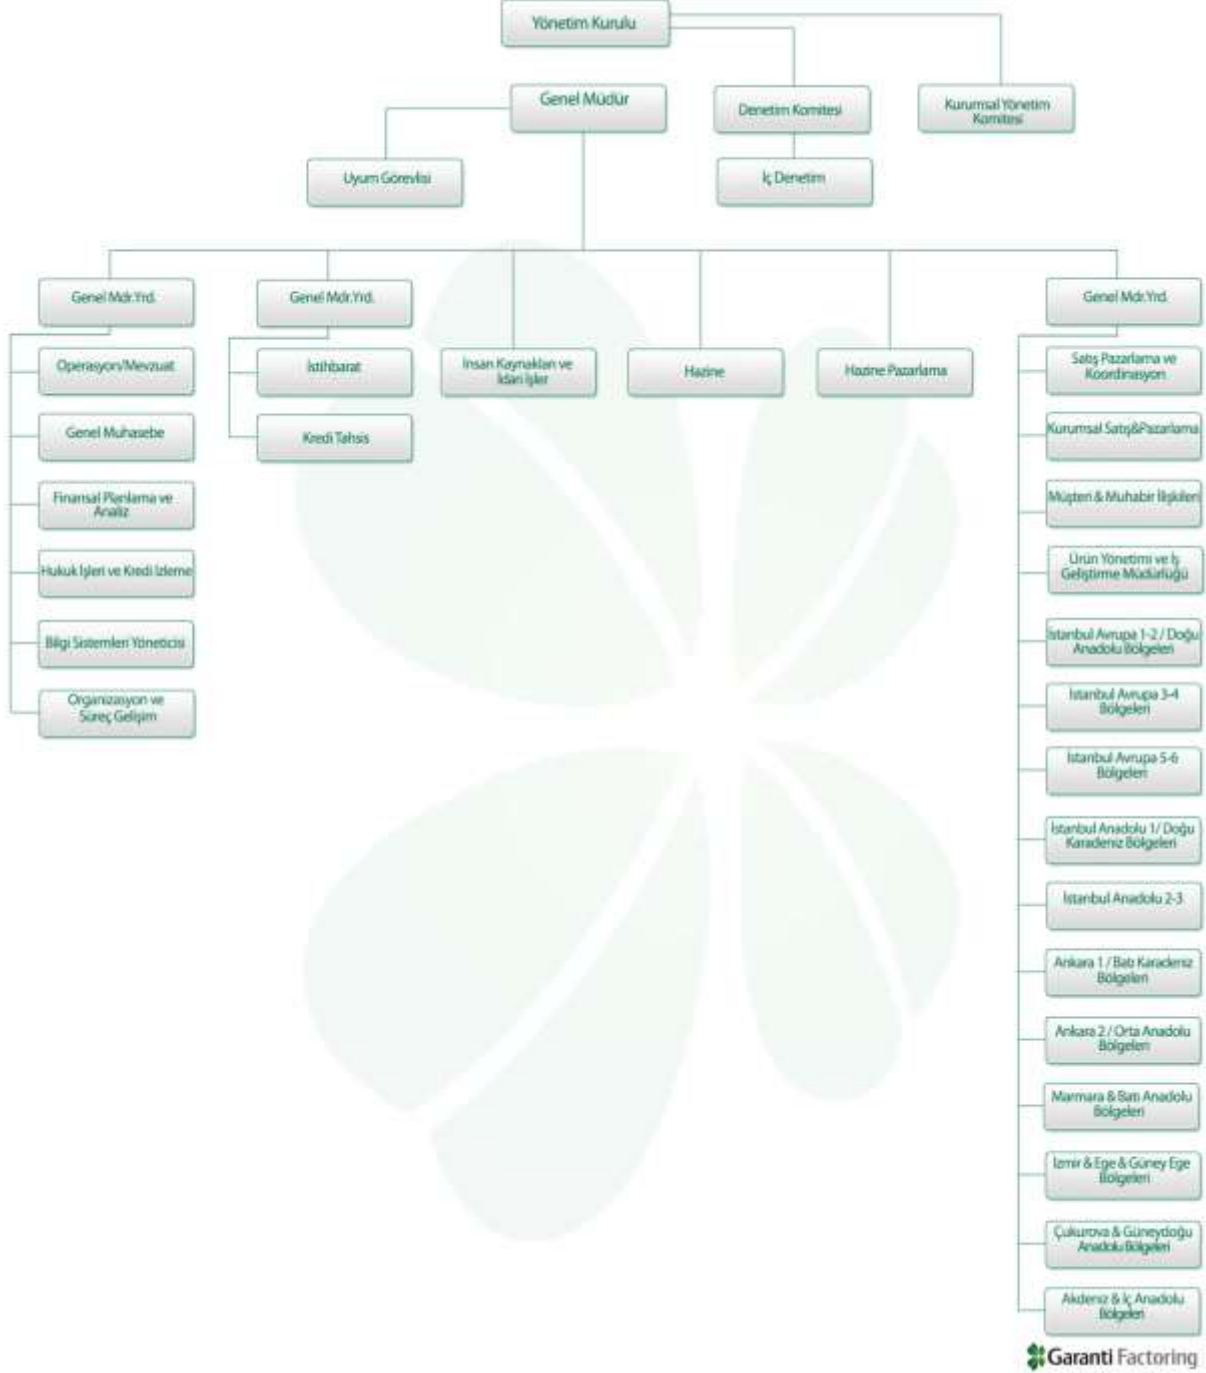 Yönetim Kurulu
Genel Müdür
Denetim Komitesi
Kurumsal Yönetim
Komitesi
Uyum Görevlisi
İç Denetim
Genel Mdr.Yrd.
Genel Mdr.Yrd.
Genel Mdr.Yrd.
Operasyon/Mevzuat
Genel Muhasebe
Finansal Planlama ve
Analiz
Hukuk İşleri ve Kredi İzleme
Bilgi Sistemleri Yöneticisi
Organizasyon ve
Süreç Gelişim
İstihbarat
Kredi Tahsis
İnsan Kaynakları ve
İdari İşler
Hazine
Hazine Pazarlama
Satış Pazarlama ve
Koordinasyon
Kurumsal Satış&Pazarlama
Müşteri & Muhabir İlişkileri
Ürün Yönetimi ve İş
Geliştirme Müdürlüğü
İstanbul Avrupa 1-2 / Doğu
Anadolu Bölgeleri
İstanbul Avrupa 3-4
Bölgeleri
İstanbul Avrupa 5-6
Bölgeleri
İstanbul Anadolu 1/ Doğu
Karadeniz Bölgeleri
İstanbul Anadolu 2-3
Ankara 1 / Batı Karadeniz
Bölgeleri
Ankara 2 / Orta Anadolu
Bölgeleri
Marmara & Batı Anadolu
Bölgeleri
İzmir & Ege & Güney Ege
Bölgeleri
Çukurova & Güneydoğu
Anadolu Bölgeleri
Akdeniz & İç Anadolu
Bölgeleri
Garanti Factoring